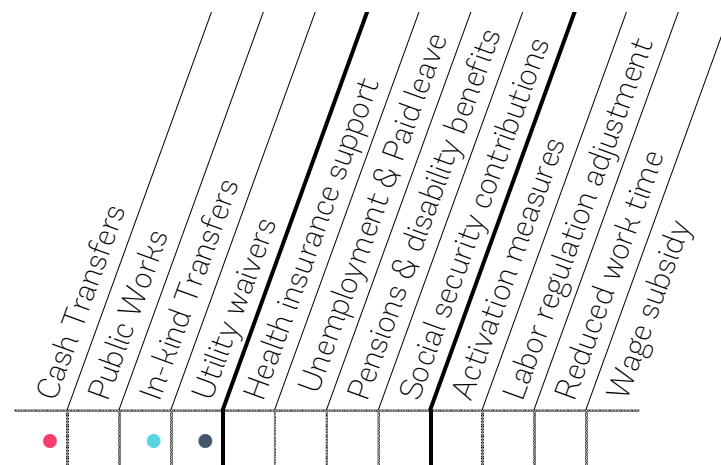 Cash Transfers
Public Works
In-kind Transfers
Utility waivers
Health insurance support
Unemployment & Paid leave
Pensions & disability benefits
Social security contributions
Activation measures
Labor regulation adjustment
Reduced work time
Wage subsidy